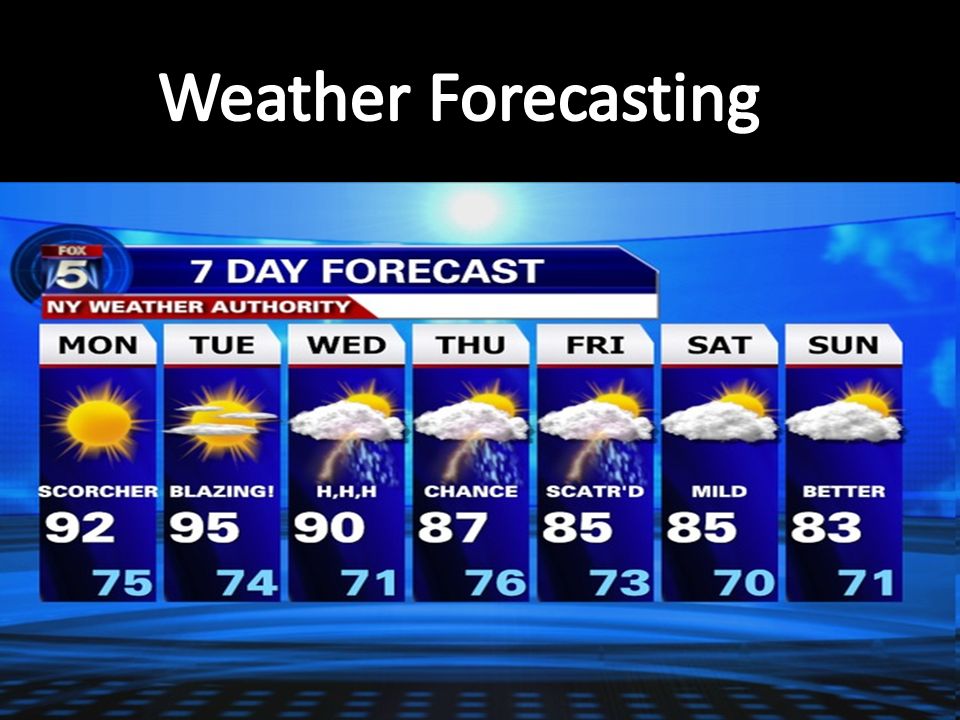 Weather Forecasting
FOX
5
7 DAY FORECAST
NY WEATHER AUTHORITY
MON TUE WED THU FRI SAT SUN
SCORCHER BLAZING! H,H,H CHANCE SCATR'D MILD BETTER
92 95 90 87 85 85 83
75 74 71 76 73 70 71